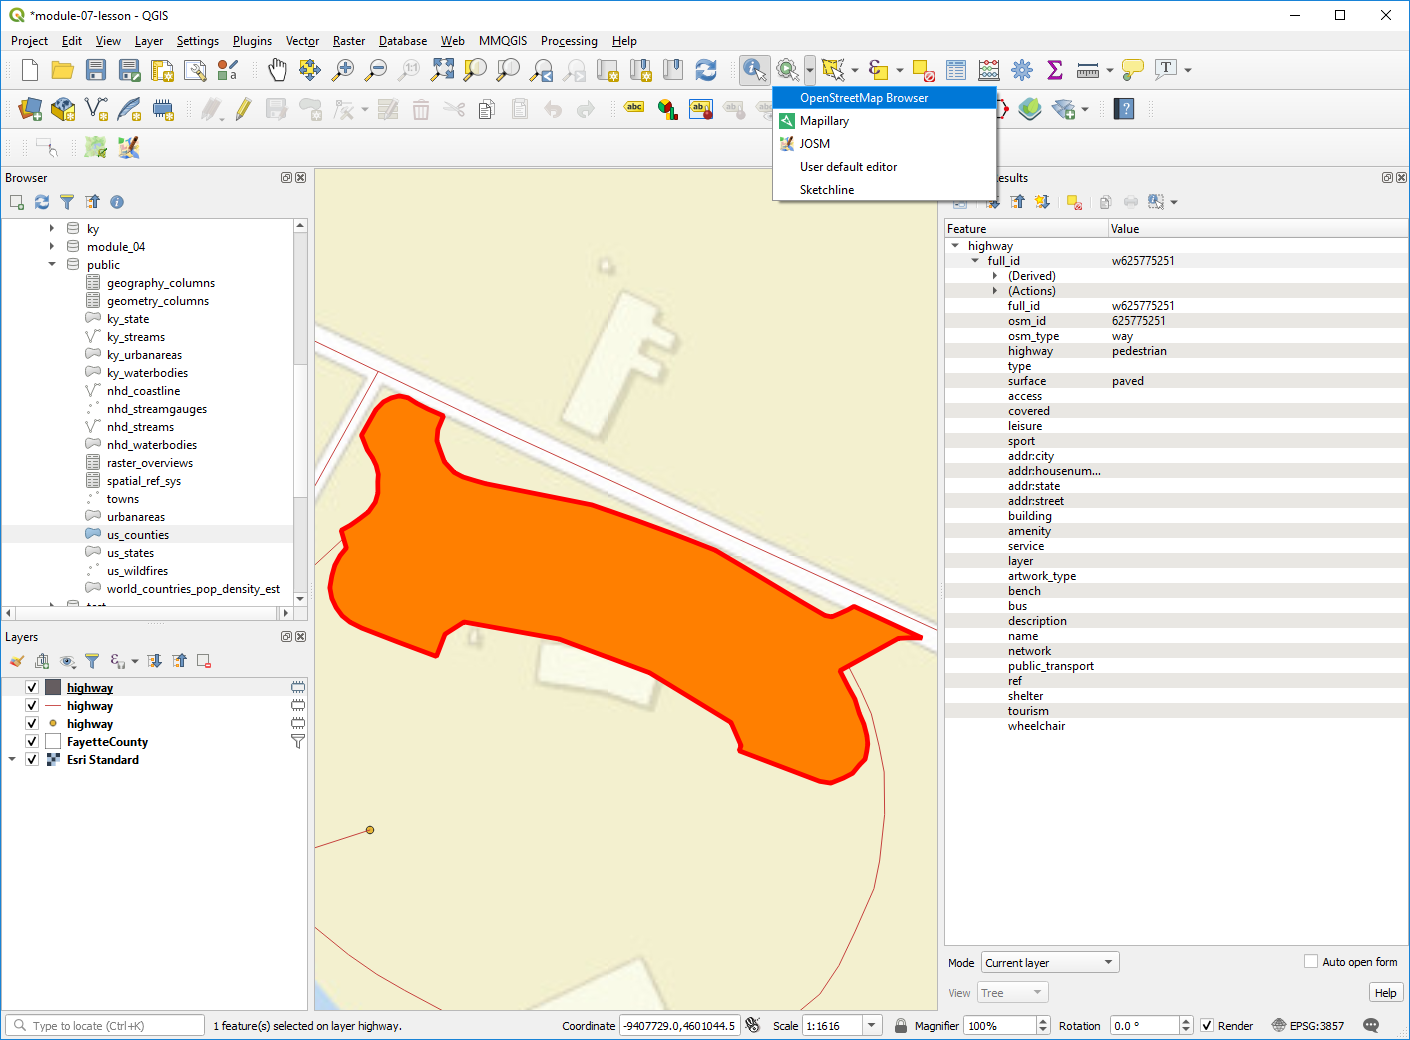 *module-07-lesson - QGIS
Project Edit View Layer Settings Plugins Vector Raster Database Web MMQGIS Processing Help
1:1
T
abc
ab
?
OpenStreetMap Browser
Mapillary
JOSM
User default editor
Sketchline
Browser
ky
module_04
public
geography_columns
geometry_columns
ky_state
ky_streams
ky_urbanareas
ky_waterbodies
nhd_coastline
nhd_streamgauges
nhd_streams
nhd_waterbodies
raster_overviews
spatial_ref_sys
towns
urbanareas
us_counties
us_states
us_wildfires
world_countries_pop_density_est
Layers
highway
highway
highway
FayetteCounty
Esri Standard
esults
Feature Value
highway
full_id w625775251
(Derived)
(Actions)
full_id w625775251
osm_id 625775251
osm_type way
highway pedestrian
type
surface paved
access
covered
leisure
sport
addr:city
addr:housenum...
addr:state
addr:street
building
amenity
service
layer
artwork_type
bench
bus
description
name
network
public_transport
ref
shelter
tourism
wheelchair
Mode Current layer Auto open form
View Tree Help
Type to locate (Ctrl+K) 1 feature(s) selected on layer highway. Coordinate -9407729.0,4601044.5 Scale 1:1616 Magnifier 100% Rotation 0.0 ° Render EPSG:3857